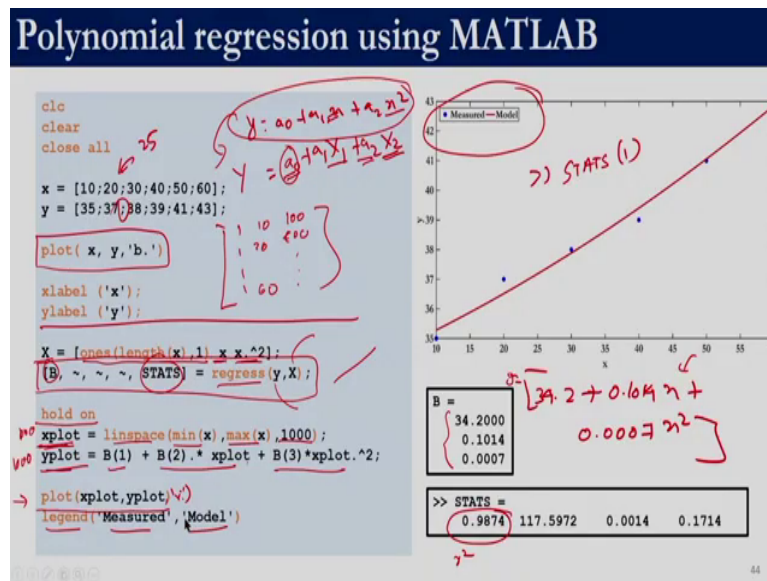 Polynomial regression using MATLAB
clc
clear
close all
25
x = [10;20;30;40;50;60];
y = [35;37;38;39;41;43];
plot( x, y,'b.')
xlabel ('x');
ylabel ('y');
X = [ones(length(x),1) x x.^2];
[B, ~, ~, ~, STATS] = regress(y,X);
hold on
xplot = linspace(min(x),max(x),1000);
yplot = B(1) + B(2).* xplot + B(3)*xplot.^2;
plot(xplot,yplot)
legend('Measured','Model')
y = a0 + a1x + a2x²
Y = a0 + a1 X1 + a2 X2
1 10 100
1 20 400
60
43
42
41
40
39
38
37
36
35
y
Measured Model
>> STATS(1)
10 15 20 25 30 35 40 45 50 55
x
B =
34.2000
0.1014
0.0007
y = 34.2 + 0.1014 x +
0.0007 x²
>> STATS =
0.9874 117.5972 0.0014 0.1714
r²
44